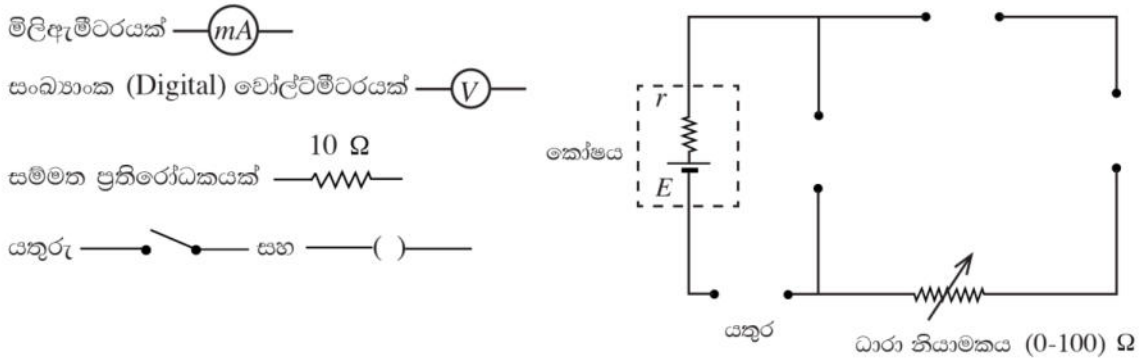 මිලිඇමීටරයක් mA
සංඛ්‍යාංක (Digital) වෝල්ට්මීටරයක් V
10 Ω
සම්මත ප්‍රතිරෝධකයක්
යතුරු සහ ( )
r
කෝෂය
E
යතුර
ධාරා නියාමකය (0-100) Ω